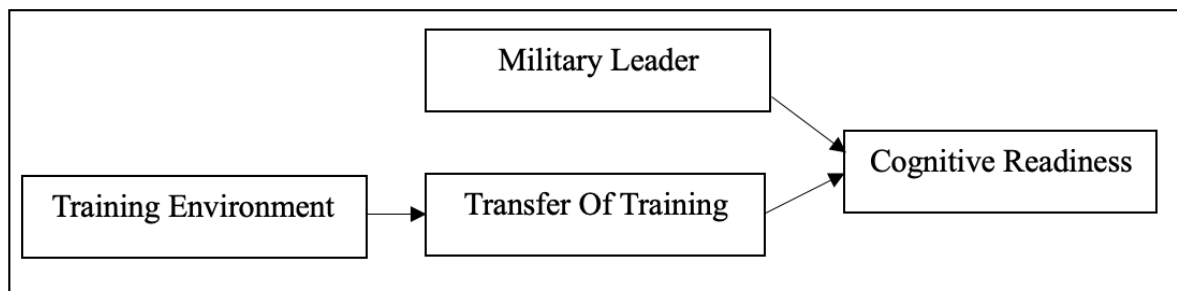 Military Leader
Cognitive Readiness
Training Environment
Transfer Of Training